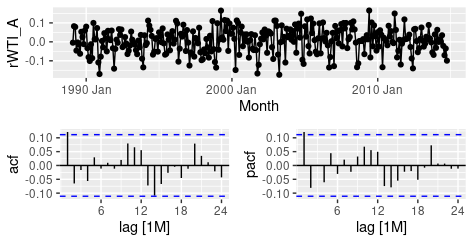 rWTI_A
0.1
0.0
-0.1
1990 Jan
2000 Jan
2010 Jan
Month
acf
0.10
0.05
0.00
-0.05
-0.10
6
12
18
24
lag [1M]
pacf
0.10
0.05
0.00
-0.05
-0.10
6
12
18
24
lag [1M]